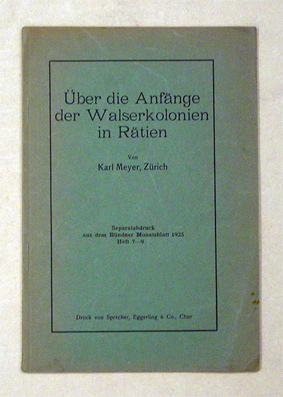 Über die Anfänge
der Walserkolonien
in Rätien
Von
Karl Meyer, Zürich
Separatabdruck
aus dem Bündner Monatsblatt 1925
Heft 7—9
Druck von Sprecher, Eggerling & Co., Chur